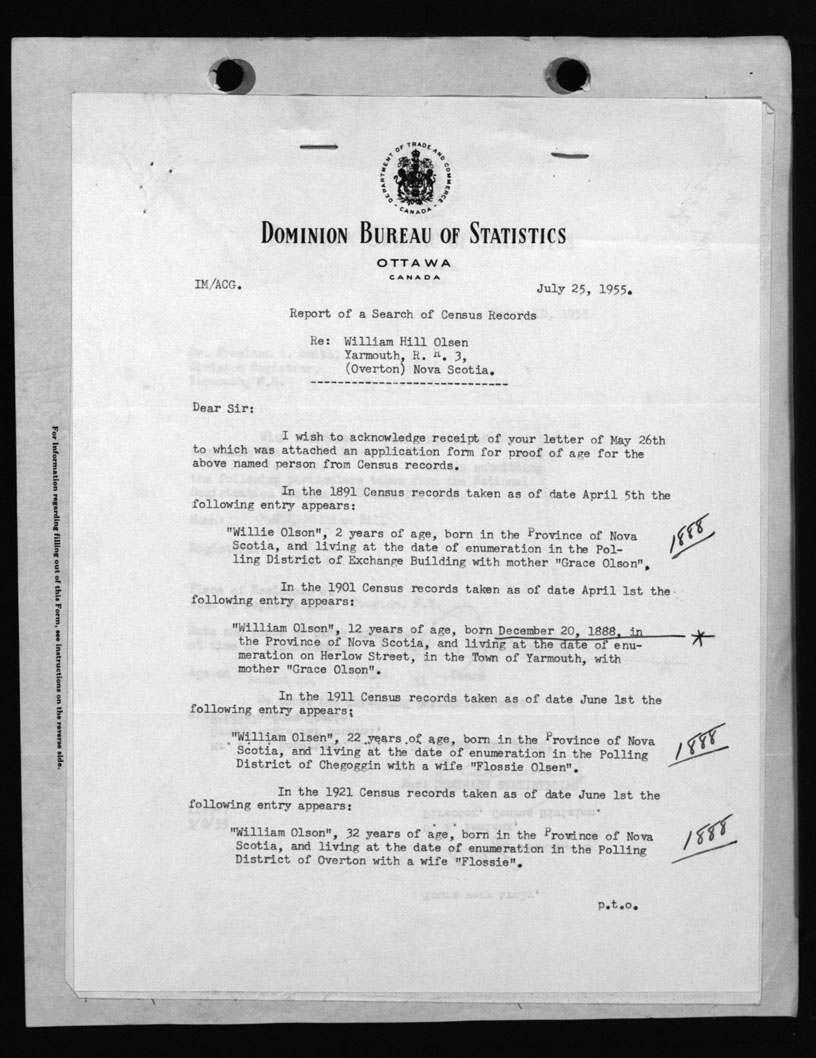 DEPARTMENT OF TRADE AND COMMERCE
- CANADA -
DOMINION BUREAU OF STATISTICS
OTTAWA
CANADA
IM/ACG.
July 25, 1955.
Report of a Search of Census Records
Re: William Hill Olsen
Yarmouth, R. R. 3,
(Overton) Nova Scotia.
----------------------------
Dear Sir:
I wish to acknowledge receipt of your letter of May 26th
to which was attached an application form for proof of age for the
above named person from Census records.
In the 1891 Census records taken as of date April 5th the
following entry appears:
"Willie Olson", 2 years of age, born in the Province of Nova
Scotia, and living at the date of enumeration in the Pol-
ling District of Exchange Building with mother "Grace Olson".
1888
In the 1901 Census records taken as of date April 1st the
following entry appears:
"William Olson", 12 years of age, born December 20, 1888, in
the Province of Nova Scotia, and living at the date of enu-
meration on Herlow Street, in the Town of Yarmouth, with
mother "Grace Olson".
In the 1911 Census records taken as of date June 1st the
following entry appears;
"William Olsen", 22 years of age, born in the Province of Nova
Scotia, and living at the date of enumeration in the Polling
District of Chegoggin with a wife "Flossie Olsen".
1888
In the 1921 Census records taken as of date June 1st the
following entry appears:
"William Olson", 32 years of age, born in the Province of Nova
Scotia, and living at the date of enumeration in the Polling
District of Overton with a wife "Flossie".
1888
p.t.o.
For Information regarding filling out of this Form, see instructions on the reverse side.